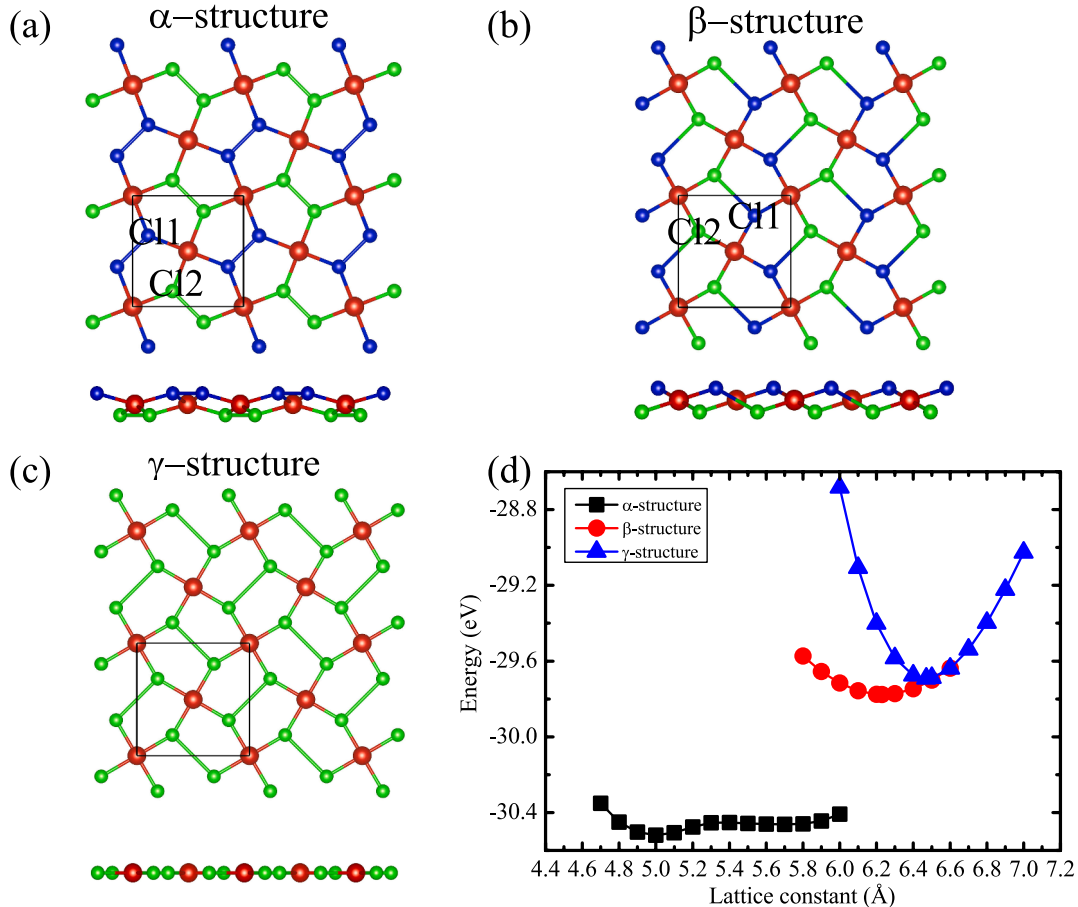 (a)
α−structure
Cl1
Cl2
(b)
β−structure
Cl1
Cl2
(c)
γ−structure
(d)
α-structure
β-structure
γ-structure
Energy (eV)
-28.8
-29.2
-29.6
-30.0
-30.4
4.4 4.6 4.8 5.0 5.2 5.4 5.6 5.8 6.0 6.2 6.4 6.6 6.8 7.0 7.2
Lattice constant (Å)